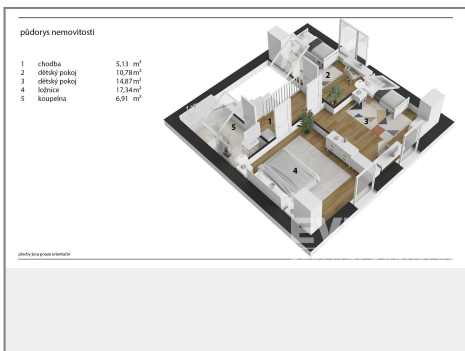 půdorys nemovitosti
1 chodba 5,13 m²
2 dětský pokoj 10,78 m²
3 dětský pokoj 14,87 m²
4 ložnice 17,34 m²
5 koupelna 6,91 m²
2
1
3
5
4
plochy jsou pouze orientační